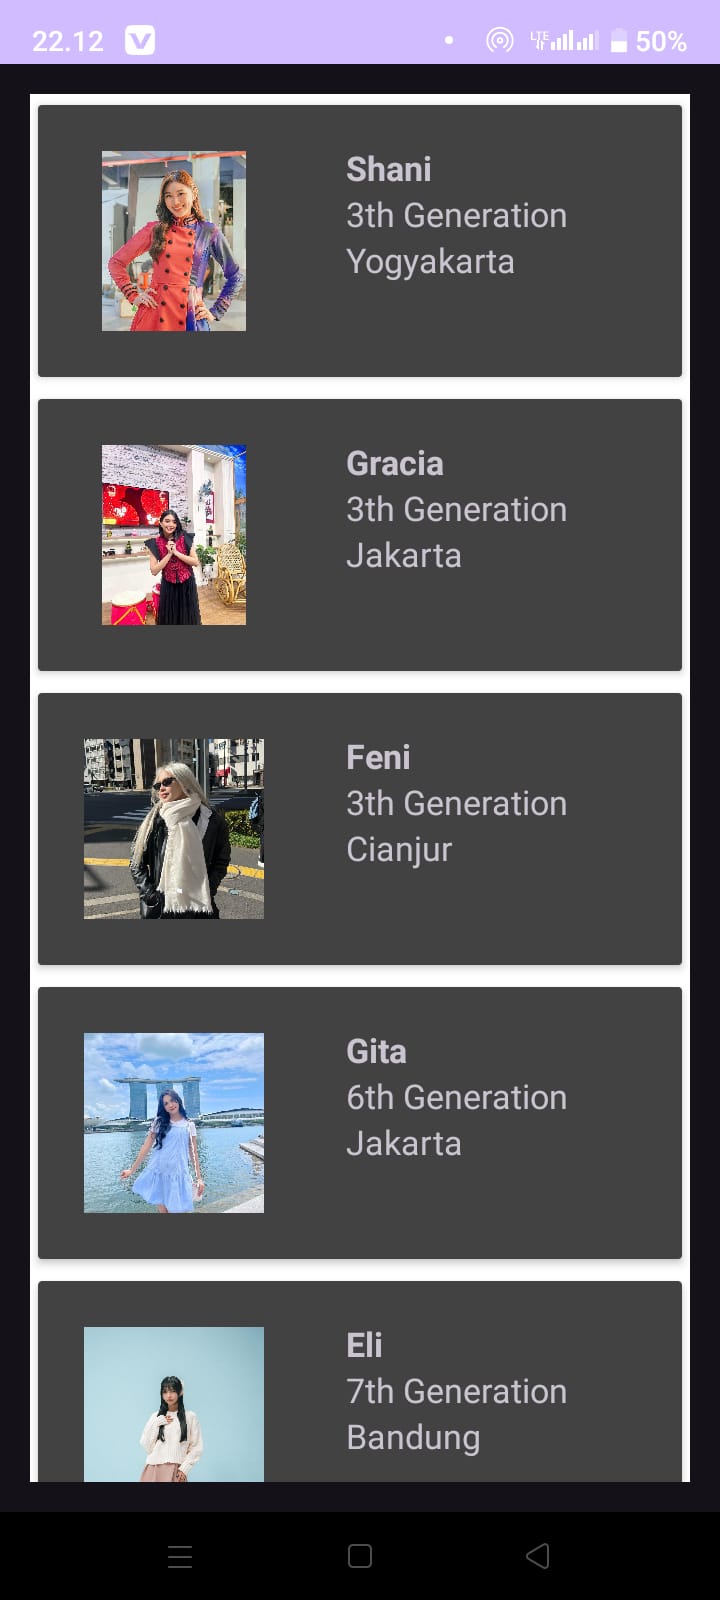 22.12
LTE
50%
Shani
3th Generation
Yogyakarta
Gracia
3th Generation
Jakarta
Feni
3th Generation
Cianjur
Gita
6th Generation
Jakarta
Eli
7th Generation
Bandung